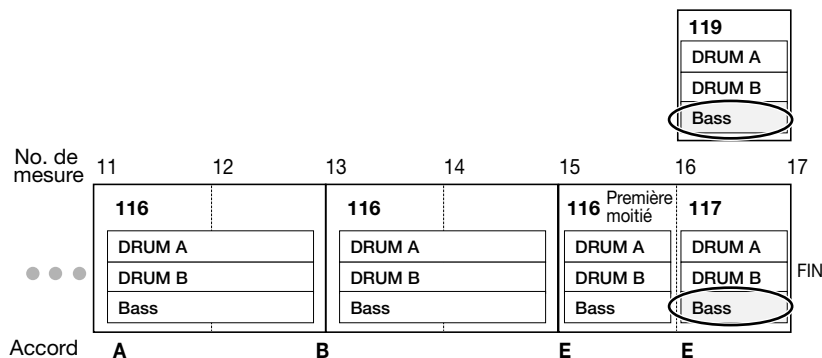 119
DRUM A
DRUM B
Bass
No. de mesure
11 12 13 14 15 16 17
116 116 116 Première moitié 117
DRUM A DRUM A DRUM A DRUM A
DRUM B DRUM B DRUM B DRUM B FIN
Bass Bass Bass Bass
Accord A B E E